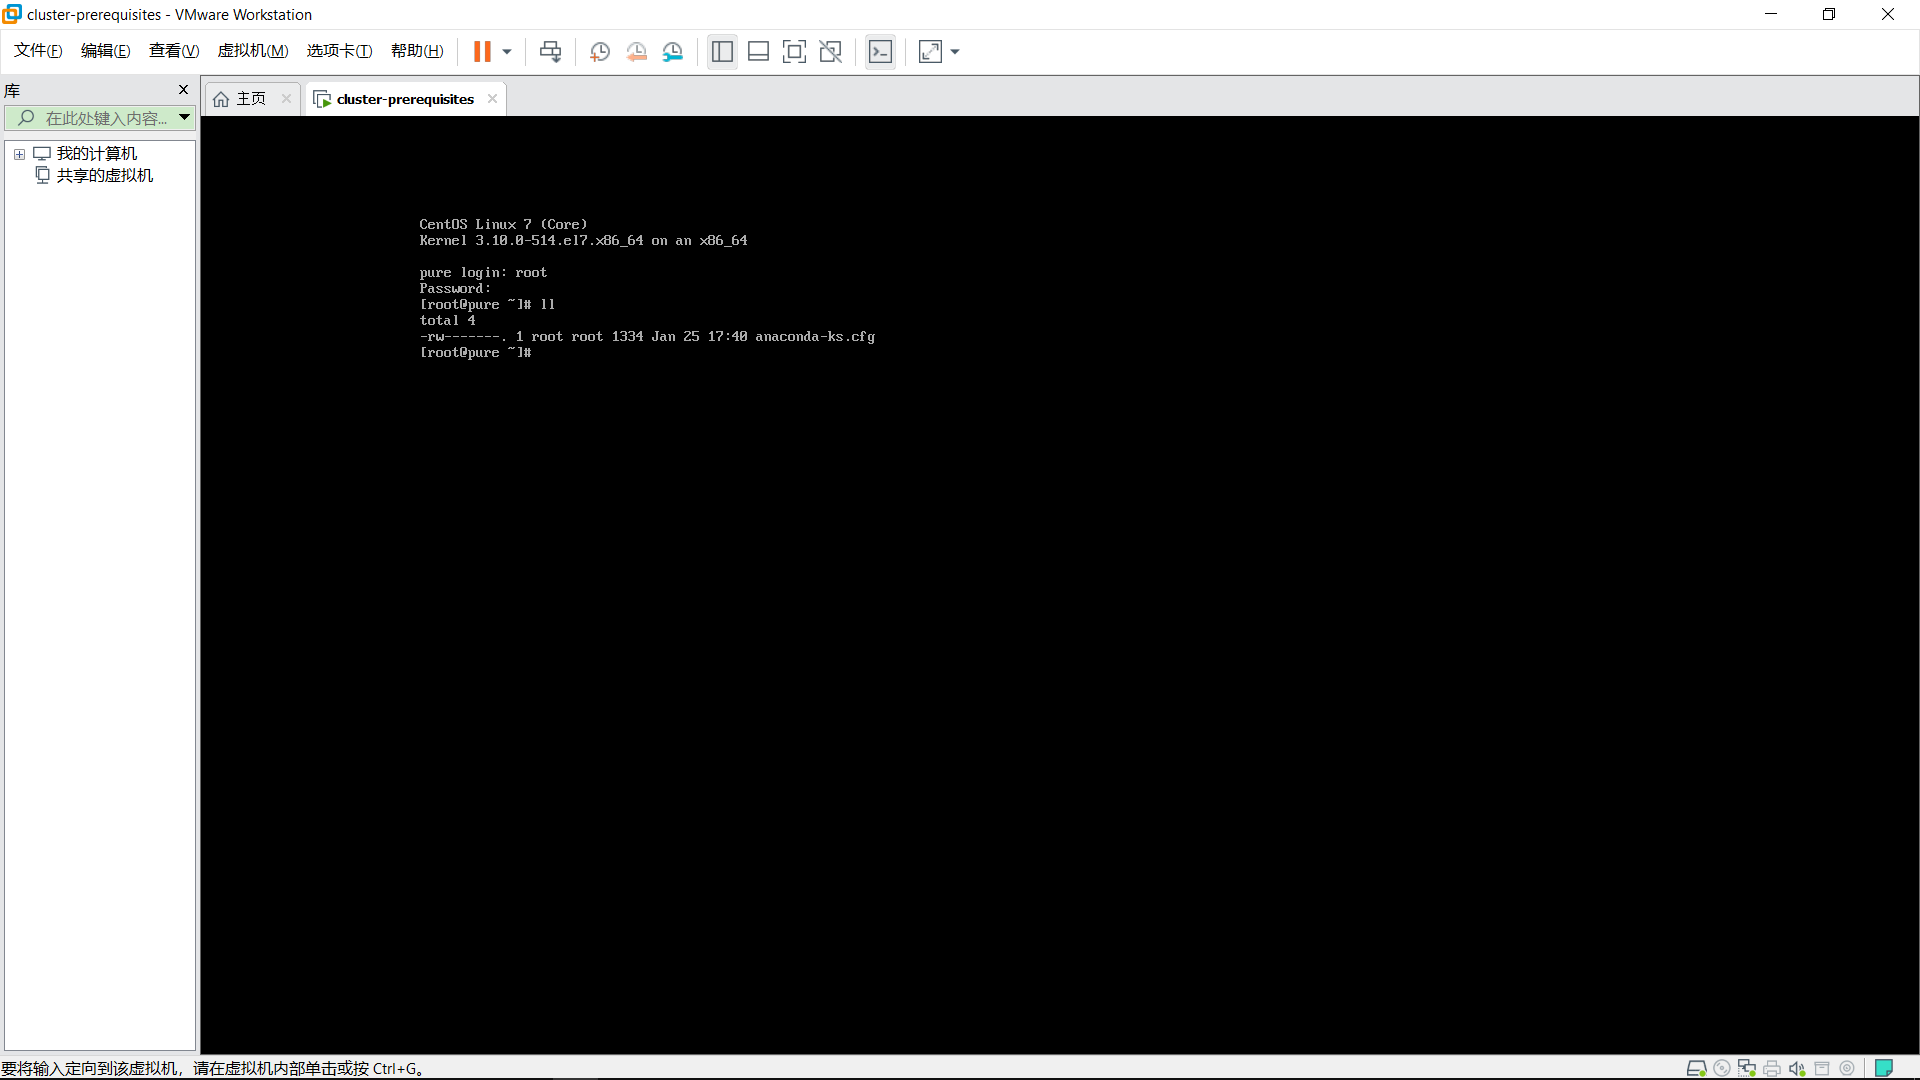 cluster-prerequisites - VMware Workstation
文件(F) 编辑(E) 查看(V) 虚拟机(M) 选项卡(T) 帮助(H)
库
主页 cluster-prerequisites
在此处键入内容...
我的计算机
共享的虚拟机
CentOS Linux 7 (Core)
Kernel 3.10.0-514.el7.x86_64 on an x86_64
pure login: root
Password:
[root@pure ~]# ll
total 4
-rw-------. 1 root root 1334 Jan 25 17:40 anaconda-ks.cfg
[root@pure ~]#
要将输入定向到该虚拟机，请在虚拟机内部单击或按 Ctrl+G。